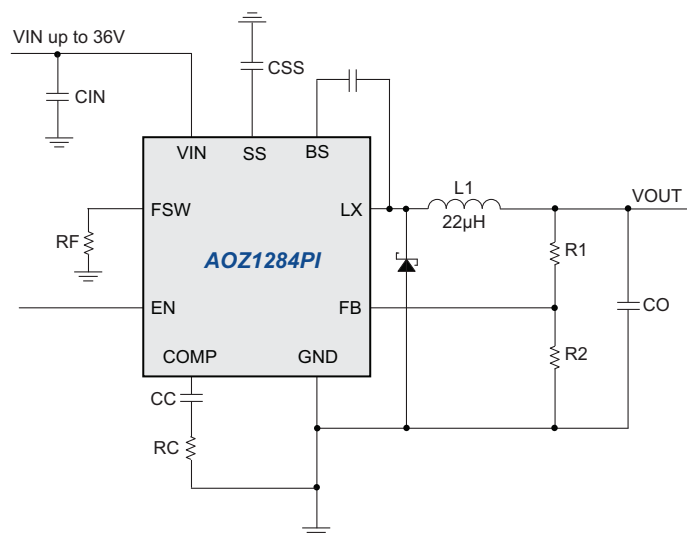 VIN up to 36V
CSS
CIN
VIN
SS
BS
L1
VOUT
FSW
LX
22µH
R1
RF
AOZ1284PI
EN
FB
CO
COMP
GND
R2
CC
RC